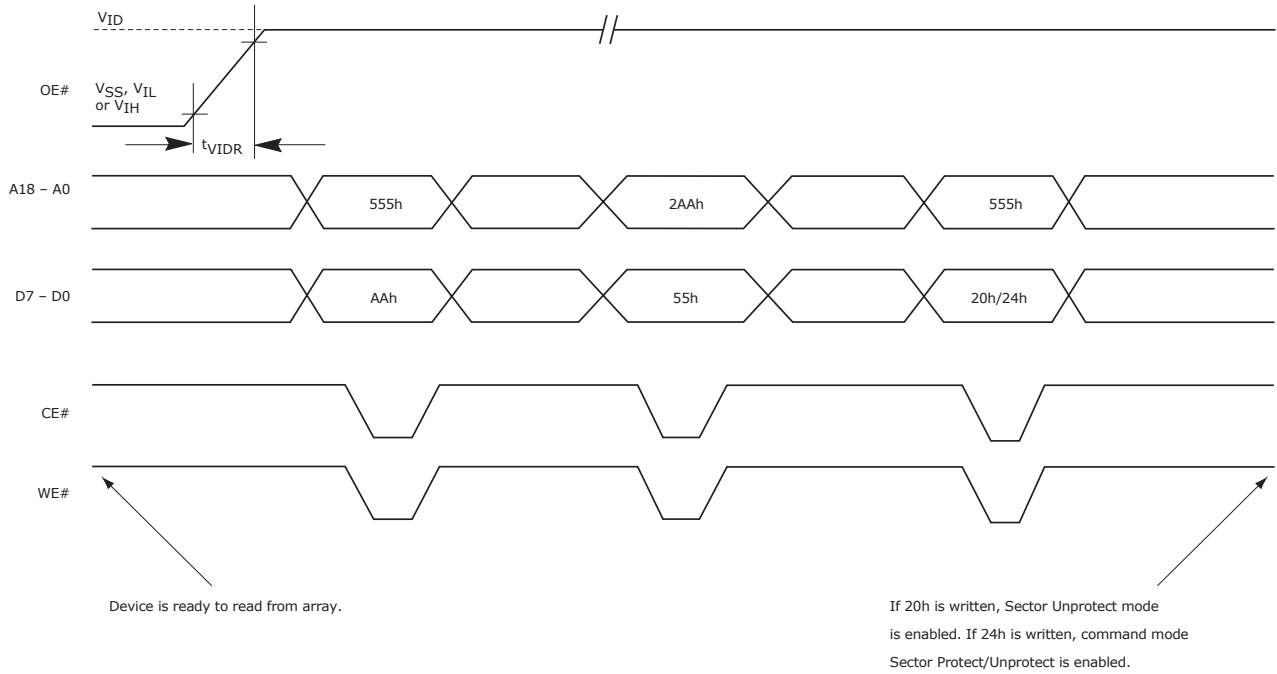 VID
OE#
VSS, VIL
or VIH
tVIDR
A18 – A0
555h
2AAh
555h
D7 – D0
AAh
55h
20h/24h
CE#
WE#
Device is ready to read from array.
If 20h is written, Sector Unprotect mode
is enabled. If 24h is written, command mode
Sector Protect/Unprotect is enabled.